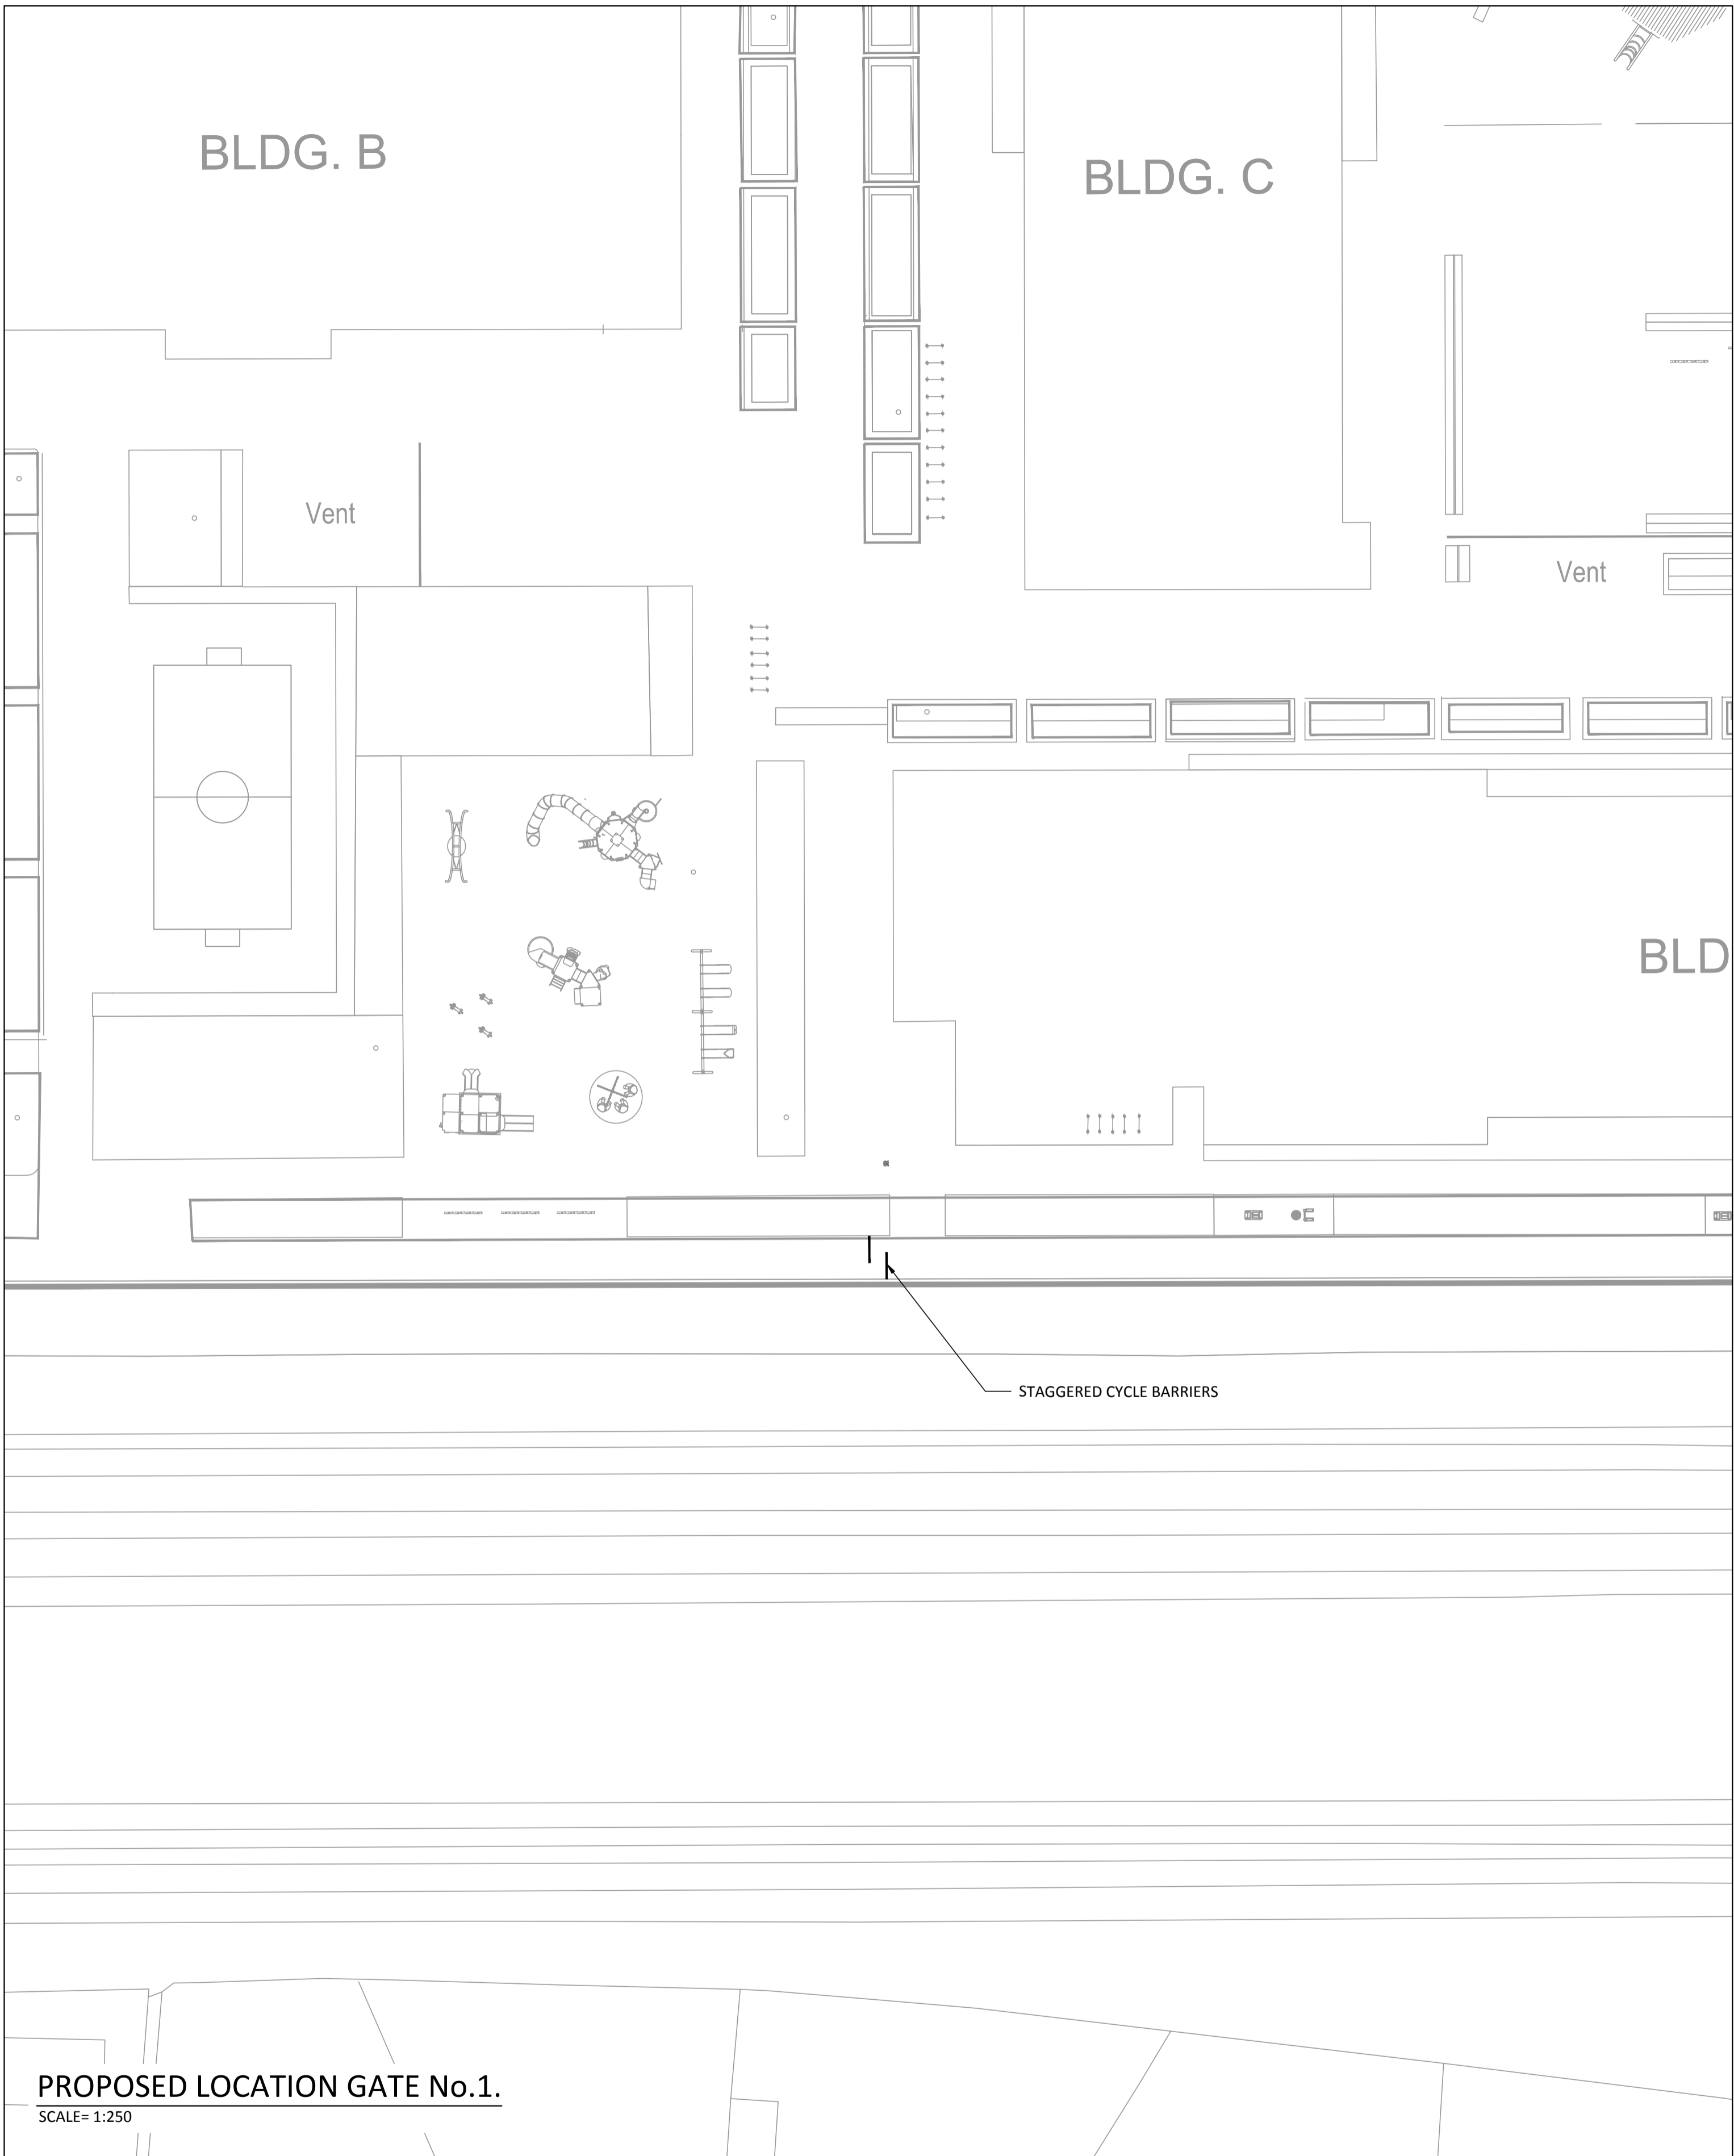 BLDG. B
BLDG. C
Vent
Vent
BLD
STAGGERED CYCLE BARRIERS
PROPOSED LOCATION GATE No.1.
SCALE= 1:250